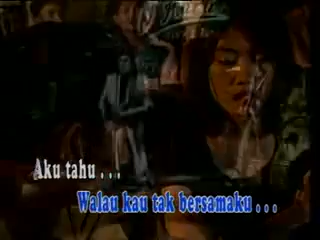 Aku tahu . . .
Walau kau tak bersamaku . . .